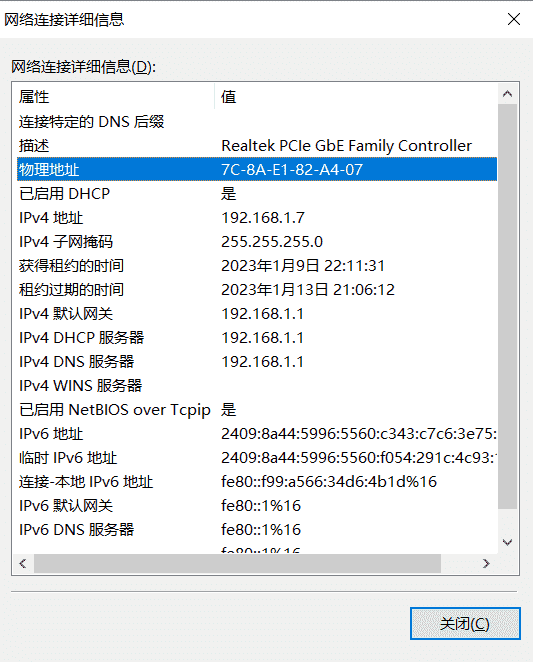 网络连接详细信息
网络连接详细信息(D):
属性 值
连接特定的 DNS 后缀
描述 Realtek PCIe GbE Family Controller
物理地址 7C-8A-E1-82-A4-07
已启用 DHCP 是
IPv4 地址 192.168.1.7
IPv4 子网掩码 255.255.255.0
获得租约的时间 2023年1月9日 22:11:31
租约过期的时间 2023年1月13日 21:06:12
IPv4 默认网关 192.168.1.1
IPv4 DHCP 服务器 192.168.1.1
IPv4 DNS 服务器 192.168.1.1
IPv4 WINS 服务器
已启用 NetBIOS over Tcpip 是
IPv6 地址 2409:8a44:5996:5560:c343:c7c6:3e75:
临时 IPv6 地址 2409:8a44:5996:5560:f054:291c:4c93:
连接-本地 IPv6 地址 fe80::f99:a566:34d6:4b1d%16
IPv6 默认网关 fe80::1%16
IPv6 DNS 服务器 fe80::1%16
fe80::1%16
关闭(C)